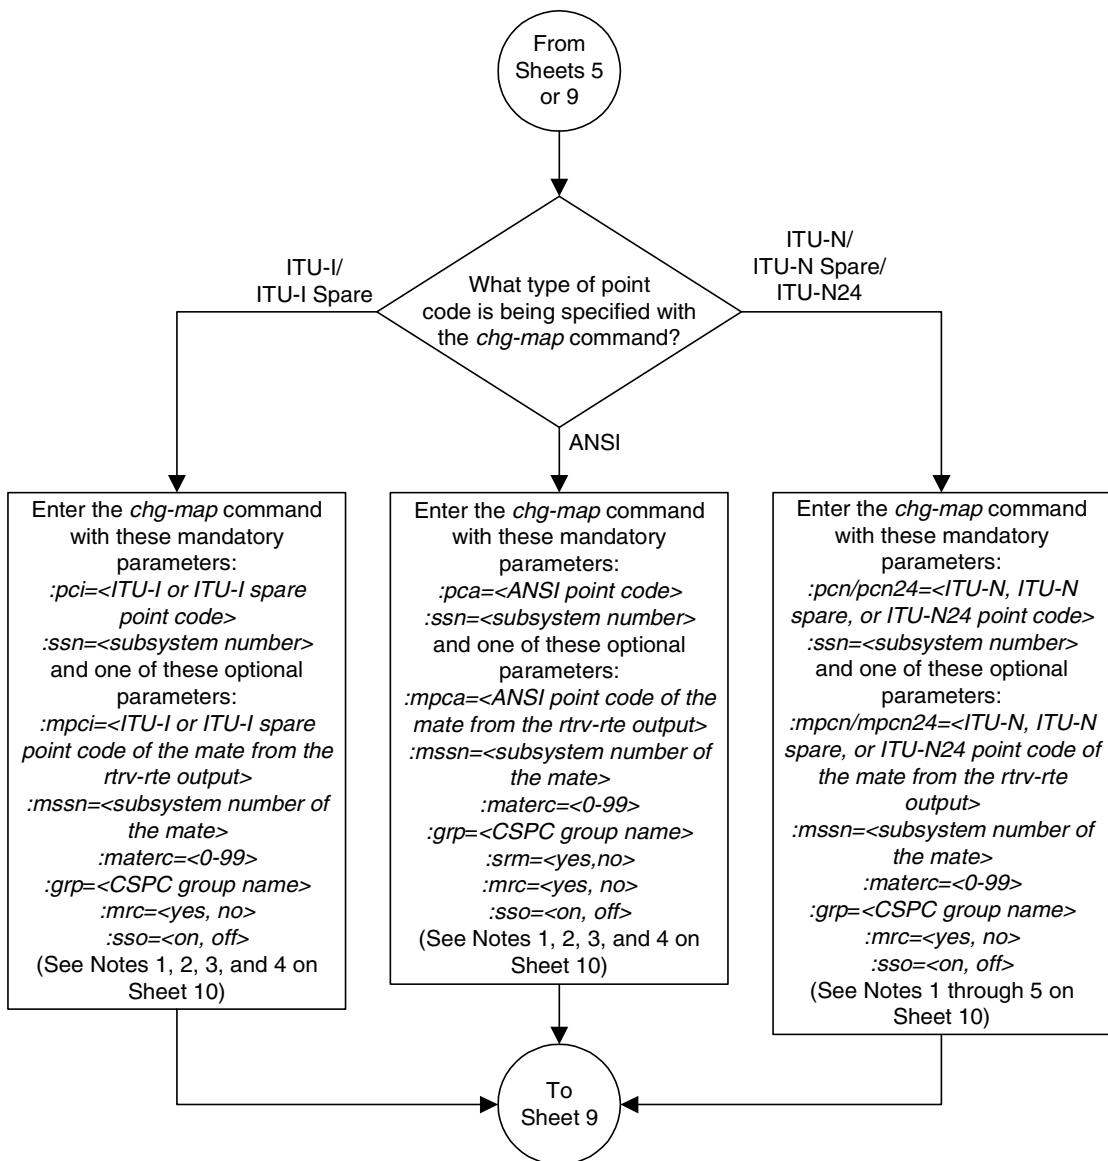 From
Sheets 5
or 9
What type of point
code is being specified with
the chg-map command?
ITU-I/
ITU-I Spare
ITU-N/
ITU-N Spare/
ITU-N24
ANSI
Enter the chg-map command
with these mandatory
parameters:
:pci=<ITU-I or ITU-I spare
point code>
:ssn=<subsystem number>
and one of these optional
parameters:
:mpci=<ITU-I or ITU-I spare
point code of the mate from the
rtrv-rte output>
:mssn=<subsystem number of
the mate>
:materc=<0-99>
:grp=<CSPC group name>
:mrc=<yes, no>
:sso=<on, off>
(See Notes 1, 2, 3, and 4 on
Sheet 10)
Enter the chg-map command
with these mandatory
parameters:
:pca=<ANSI point code>
:ssn=<subsystem number>
and one of these optional
parameters:
:mpca=<ANSI point code of the
mate from the rtrv-rte output>
:mssn=<subsystem number of
the mate>
:materc=<0-99>
:grp=<CSPC group name>
:srm=<yes,no>
:mrc=<yes, no>
:sso=<on, off>
(See Notes 1, 2, 3, and 4 on
Sheet 10)
Enter the chg-map command
with these mandatory
parameters:
:pcn/pcn24=<ITU-N, ITU-N
spare, or ITU-N24 point code>
:ssn=<subsystem number>
and one of these optional
parameters:
:mpcn/mpcn24=<ITU-N, ITU-N
spare, or ITU-N24 point code of
the mate from the rtrv-rte
output>
:mssn=<subsystem number of
the mate>
:materc=<0-99>
:grp=<CSPC group name>
:mrc=<yes, no>
:sso=<on, off>
(See Notes 1 through 5 on
Sheet 10)
To
Sheet 9